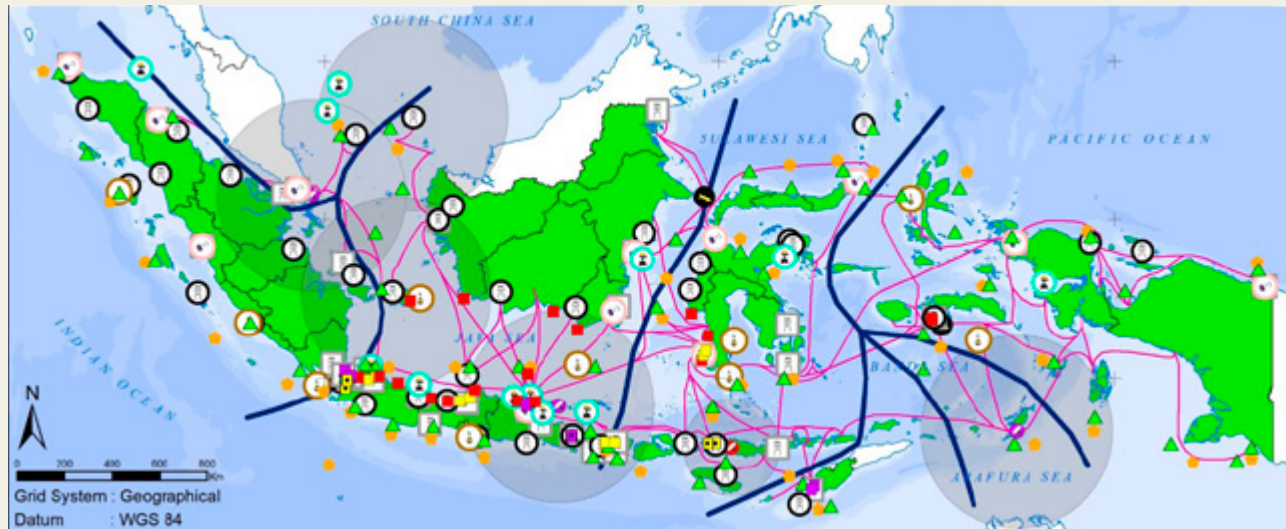 SOUTH CHINA SEA
SULAWESI SEA
PACIFIC OCEAN
INDIAN OCEAN
JAVA SEA
BANDA SEA
ARAFURA SEA
N
0 200 400 600 800
Km
Grid System : Geographical
Datum : WGS 84